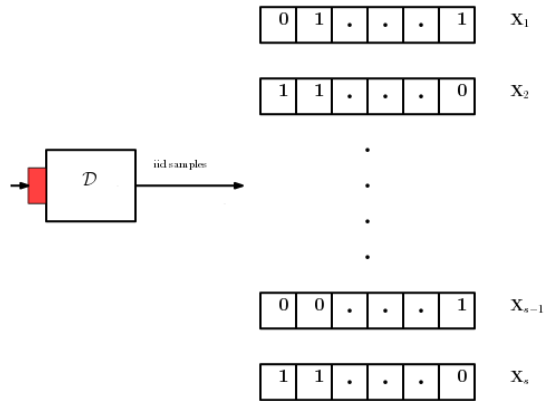 0 1 . . . 1 X₁
1 1 . . . 0 X₂
iid samples
𝒟
0 0 . . . 1 Xₛ₋₁
1 1 . . . 0 Xₛ